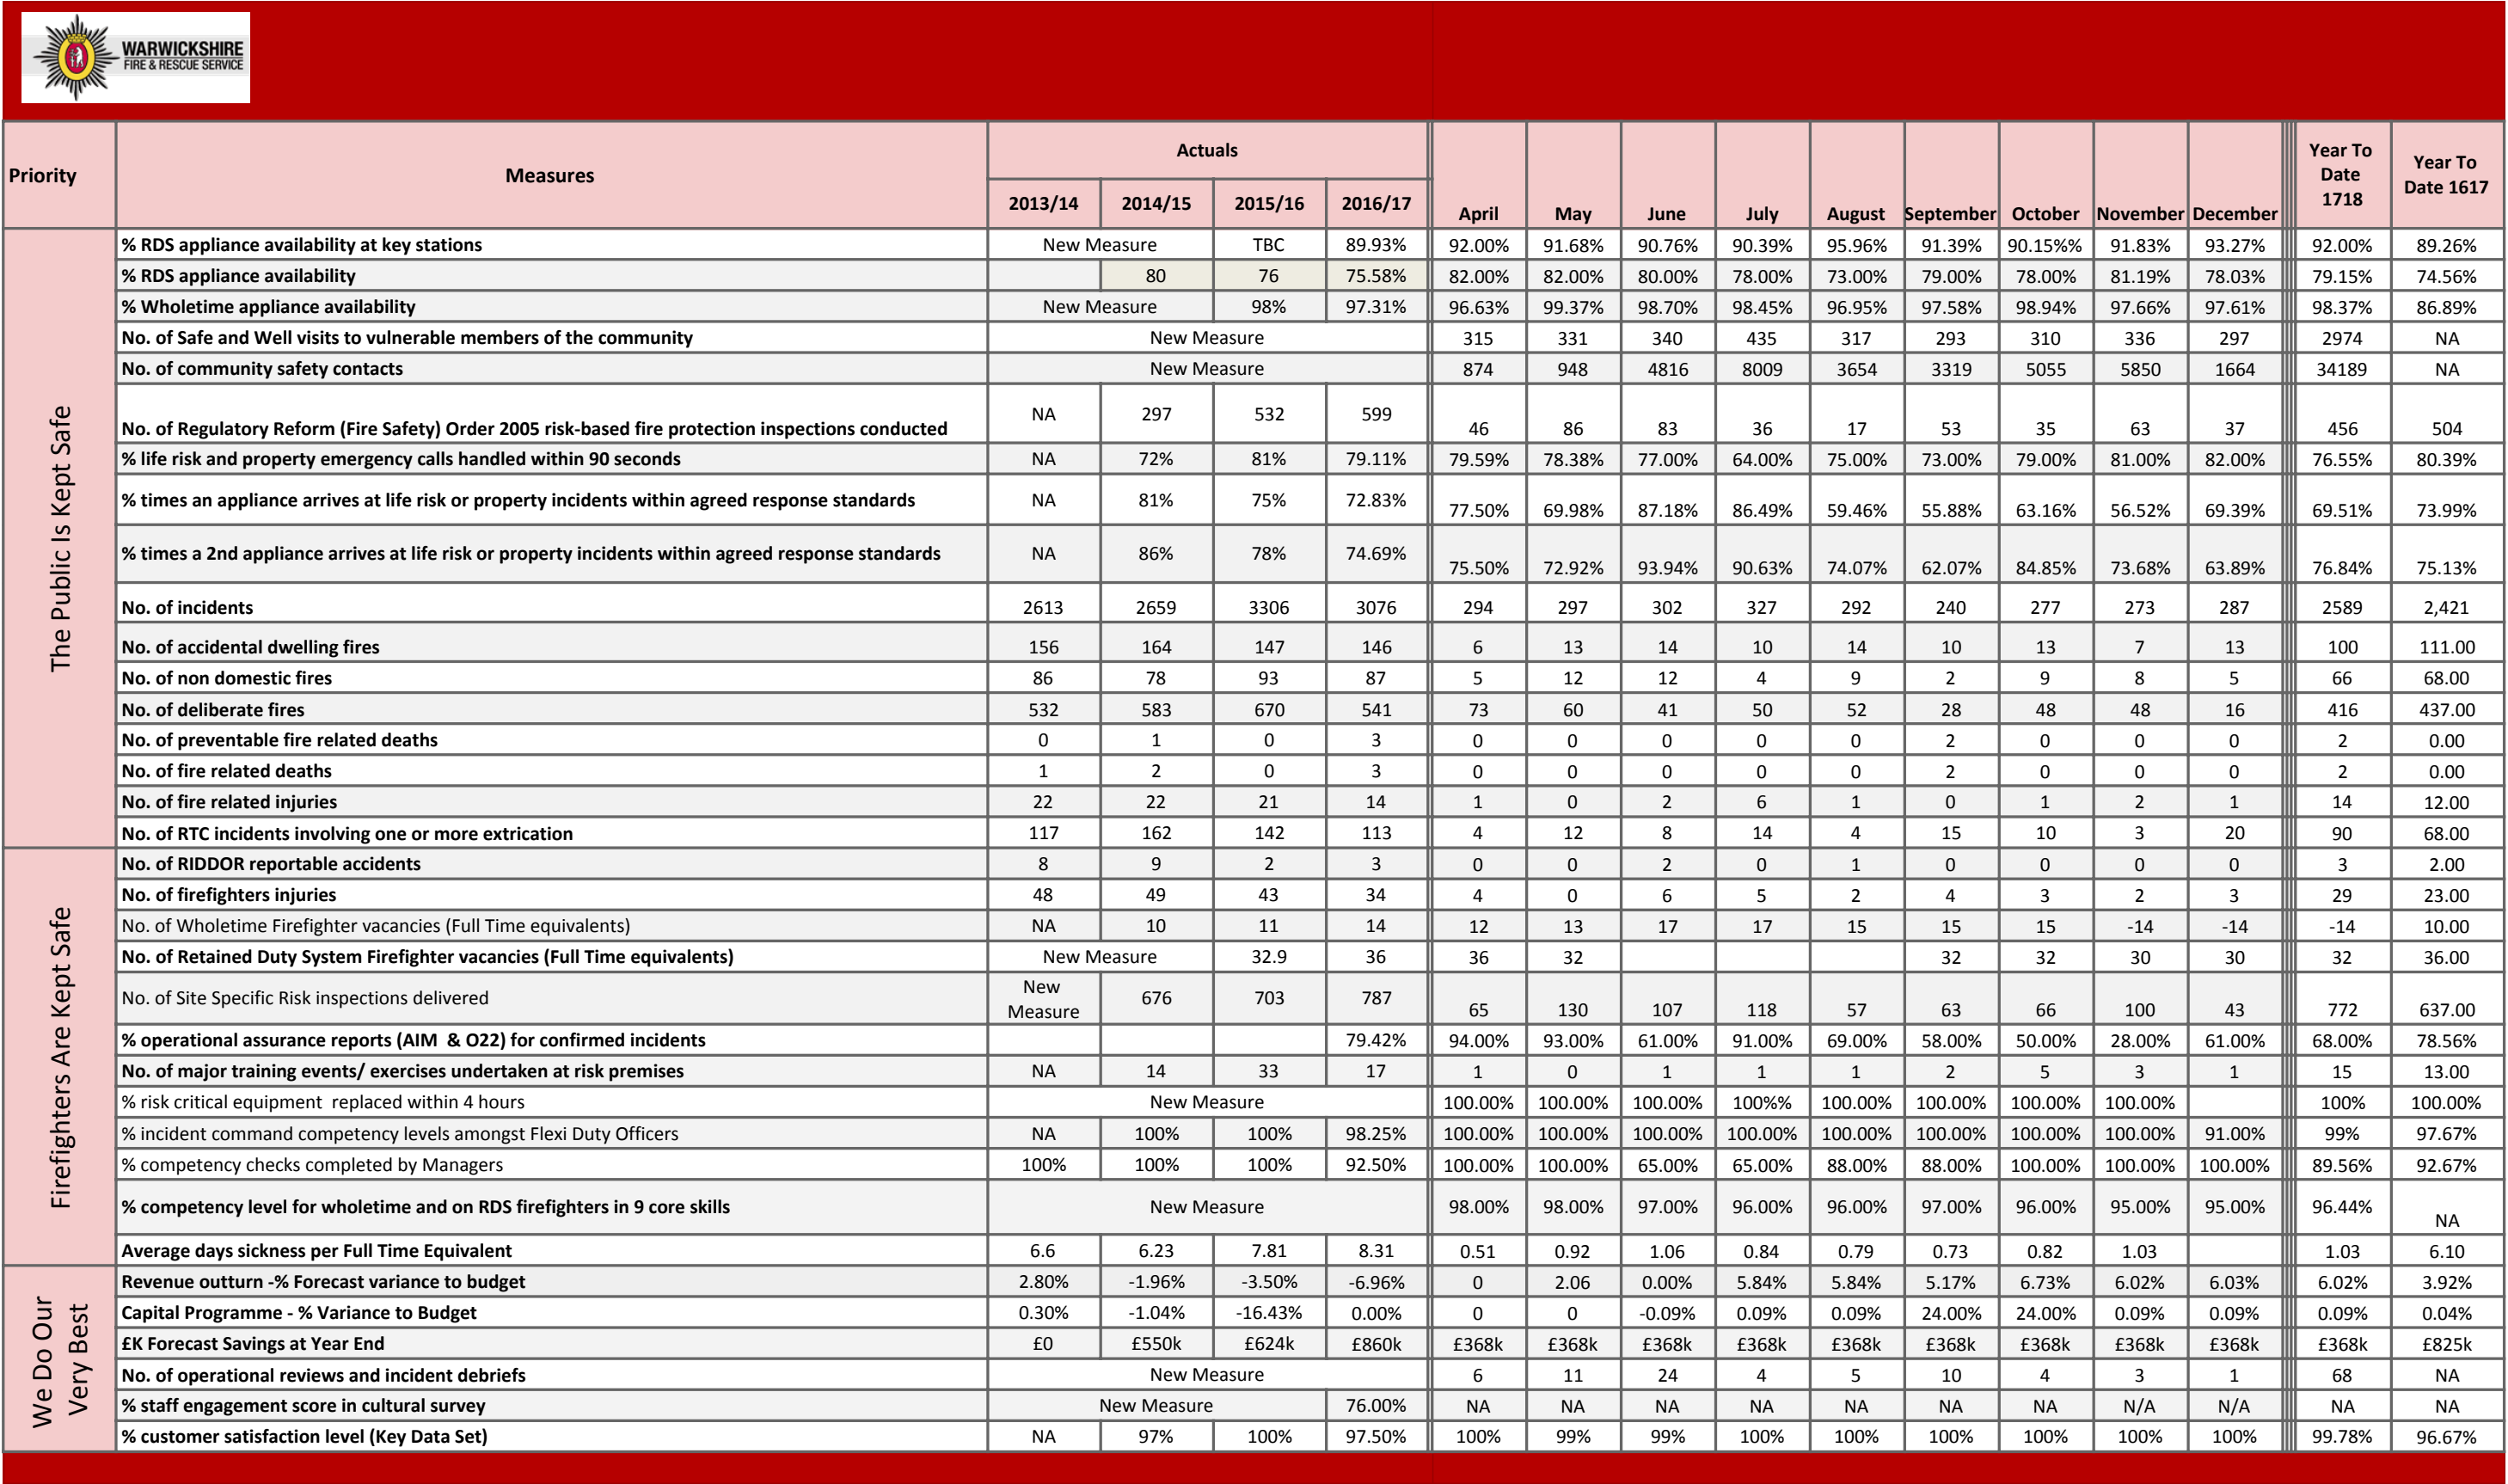 WARWICKSHIRE
FIRE & RESCUE SERVICE
Priority Measures Actuals April May June July August September October November December Year To Date 1718 Year To Date 1617
2013/14 2014/15 2015/16 2016/17
The Public Is Kept Safe
% RDS appliance availability at key stations New Measure TBC 89.93% 92.00% 91.68% 90.76% 90.39% 95.96% 91.39% 90.15%% 91.83% 93.27% 92.00% 89.26%
% RDS appliance availability 80 76 75.58% 82.00% 82.00% 80.00% 78.00% 73.00% 79.00% 78.00% 81.19% 78.03% 79.15% 74.56%
% Wholetime appliance availability New Measure 98% 97.31% 96.63% 99.37% 98.70% 98.45% 96.95% 97.58% 98.94% 97.66% 97.61% 98.37% 86.89%
No. of Safe and Well visits to vulnerable members of the community New Measure 315 331 340 435 317 293 310 336 297 2974 NA
No. of community safety contacts New Measure 874 948 4816 8009 3654 3319 5055 5850 1664 34189 NA
No. of Regulatory Reform (Fire Safety) Order 2005 risk-based fire protection inspections conducted NA 297 532 599 46 86 83 36 17 53 35 63 37 456 504
% life risk and property emergency calls handled within 90 seconds NA 72% 81% 79.11% 79.59% 78.38% 77.00% 64.00% 75.00% 73.00% 79.00% 81.00% 82.00% 76.55% 80.39%
% times an appliance arrives at life risk or property incidents within agreed response standards NA 81% 75% 72.83% 77.50% 69.98% 87.18% 86.49% 59.46% 55.88% 63.16% 56.52% 69.39% 69.51% 73.99%
% times a 2nd appliance arrives at life risk or property incidents within agreed response standards NA 86% 78% 74.69% 75.50% 72.92% 93.94% 90.63% 74.07% 62.07% 84.85% 73.68% 63.89% 76.84% 75.13%
No. of incidents 2613 2659 3306 3076 294 297 302 327 292 240 277 273 287 2589 2,421
No. of accidental dwelling fires 156 164 147 146 6 13 14 10 14 10 13 7 13 100 111.00
No. of non domestic fires 86 78 93 87 5 12 12 4 9 2 9 8 5 66 68.00
No. of deliberate fires 532 583 670 541 73 60 41 50 52 28 48 48 16 416 437.00
No. of preventable fire related deaths 0 1 0 3 0 0 0 0 0 2 0 0 0 2 0.00
No. of fire related deaths 1 2 0 3 0 0 0 0 0 2 0 0 0 2 0.00
No. of fire related injuries 22 22 21 14 1 0 2 6 1 0 1 2 1 14 12.00
No. of RTC incidents involving one or more extrication 117 162 142 113 4 12 8 14 4 15 10 3 20 90 68.00
Firefighters Are Kept Safe
No. of RIDDOR reportable accidents 8 9 2 3 0 0 2 0 1 0 0 0 0 3 2.00
No. of firefighters injuries 48 49 43 34 4 0 6 5 2 4 3 2 3 29 23.00
No. of Wholetime Firefighter vacancies (Full Time equivalents) NA 10 11 14 12 13 17 17 15 15 15 -14 -14 -14 10.00
No. of Retained Duty System Firefighter vacancies (Full Time equivalents) New Measure 32.9 36 36 32 32 32 30 30 32 36.00
No. of Site Specific Risk inspections delivered New Measure 676 703 787 65 130 107 118 57 63 66 100 43 772 637.00
% operational assurance reports (AIM & O22) for confirmed incidents 79.42% 94.00% 93.00% 61.00% 91.00% 69.00% 58.00% 50.00% 28.00% 61.00% 68.00% 78.56%
No. of major training events/ exercises undertaken at risk premises NA 14 33 17 1 0 1 1 1 2 5 3 1 15 13.00
% risk critical equipment replaced within 4 hours New Measure 100.00% 100.00% 100.00% 100%% 100.00% 100.00% 100.00% 100.00% 100% 100.00%
% incident command competency levels amongst Flexi Duty Officers NA 100% 100% 98.25% 100.00% 100.00% 100.00% 100.00% 100.00% 100.00% 100.00% 100.00% 91.00% 99% 97.67%
% competency checks completed by Managers 100% 100% 100% 92.50% 100.00% 100.00% 65.00% 65.00% 88.00% 88.00% 100.00% 100.00% 100.00% 89.56% 92.67%
% competency level for wholetime and on RDS firefighters in 9 core skills New Measure 98.00% 98.00% 97.00% 96.00% 96.00% 97.00% 96.00% 95.00% 95.00% 96.44% NA
Average days sickness per Full Time Equivalent 6.6 6.23 7.81 8.31 0.51 0.92 1.06 0.84 0.79 0.73 0.82 1.03 1.03 6.10
We Do Our Very Best
Revenue outturn -% Forecast variance to budget 2.80% -1.96% -3.50% -6.96% 0 2.06 0.00% 5.84% 5.84% 5.17% 6.73% 6.02% 6.03% 6.02% 3.92%
Capital Programme - % Variance to Budget 0.30% -1.04% -16.43% 0.00% 0 0 -0.09% 0.09% 0.09% 24.00% 24.00% 0.09% 0.09% 0.09% 0.04%
£K Forecast Savings at Year End £0 £550k £624k £860k £368k £368k £368k £368k £368k £368k £368k £368k £368k £368k £825k
No. of operational reviews and incident debriefs New Measure 6 11 24 4 5 10 4 3 1 68 NA
% staff engagement score in cultural survey New Measure 76.00% NA NA NA NA NA NA NA N/A N/A NA NA
% customer satisfaction level (Key Data Set) NA 97% 100% 97.50% 100% 99% 99% 100% 100% 100% 100% 100% 100% 99.78% 96.67%